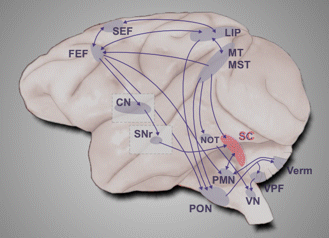 SEF
LIP
FEF
MT
MST
CN
SNr
NOT
SC
Verm
PMN
VPF
PON
VN